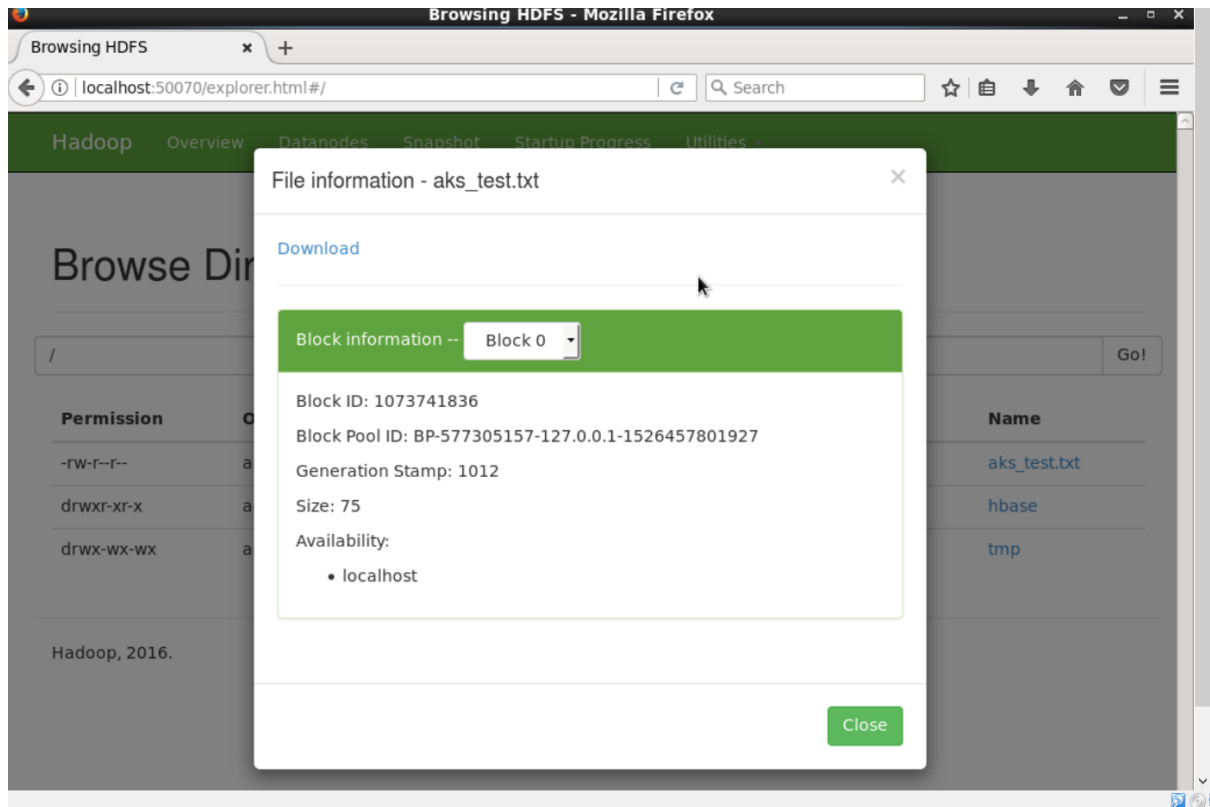 Browsing HDFS - Mozilla Firefox
Browsing HDFS
localhost:50070/explorer.html#/
Search
Hadoop Overview Datanodes Snapshot Startup Progress Utilities
File information - aks_test.txt
Download
Browse Dir
Block information -- Block 0
/
Go!
Block ID: 1073741836
Permission
Name
Block Pool ID: BP-577305157-127.0.0.1-1526457801927
-rw-r--r-- a
aks_test.txt
Generation Stamp: 1012
drwxr-xr-x a
hbase
Size: 75
Availability:
drwx-wx-wx a
tmp
• localhost
Hadoop, 2016.
Close